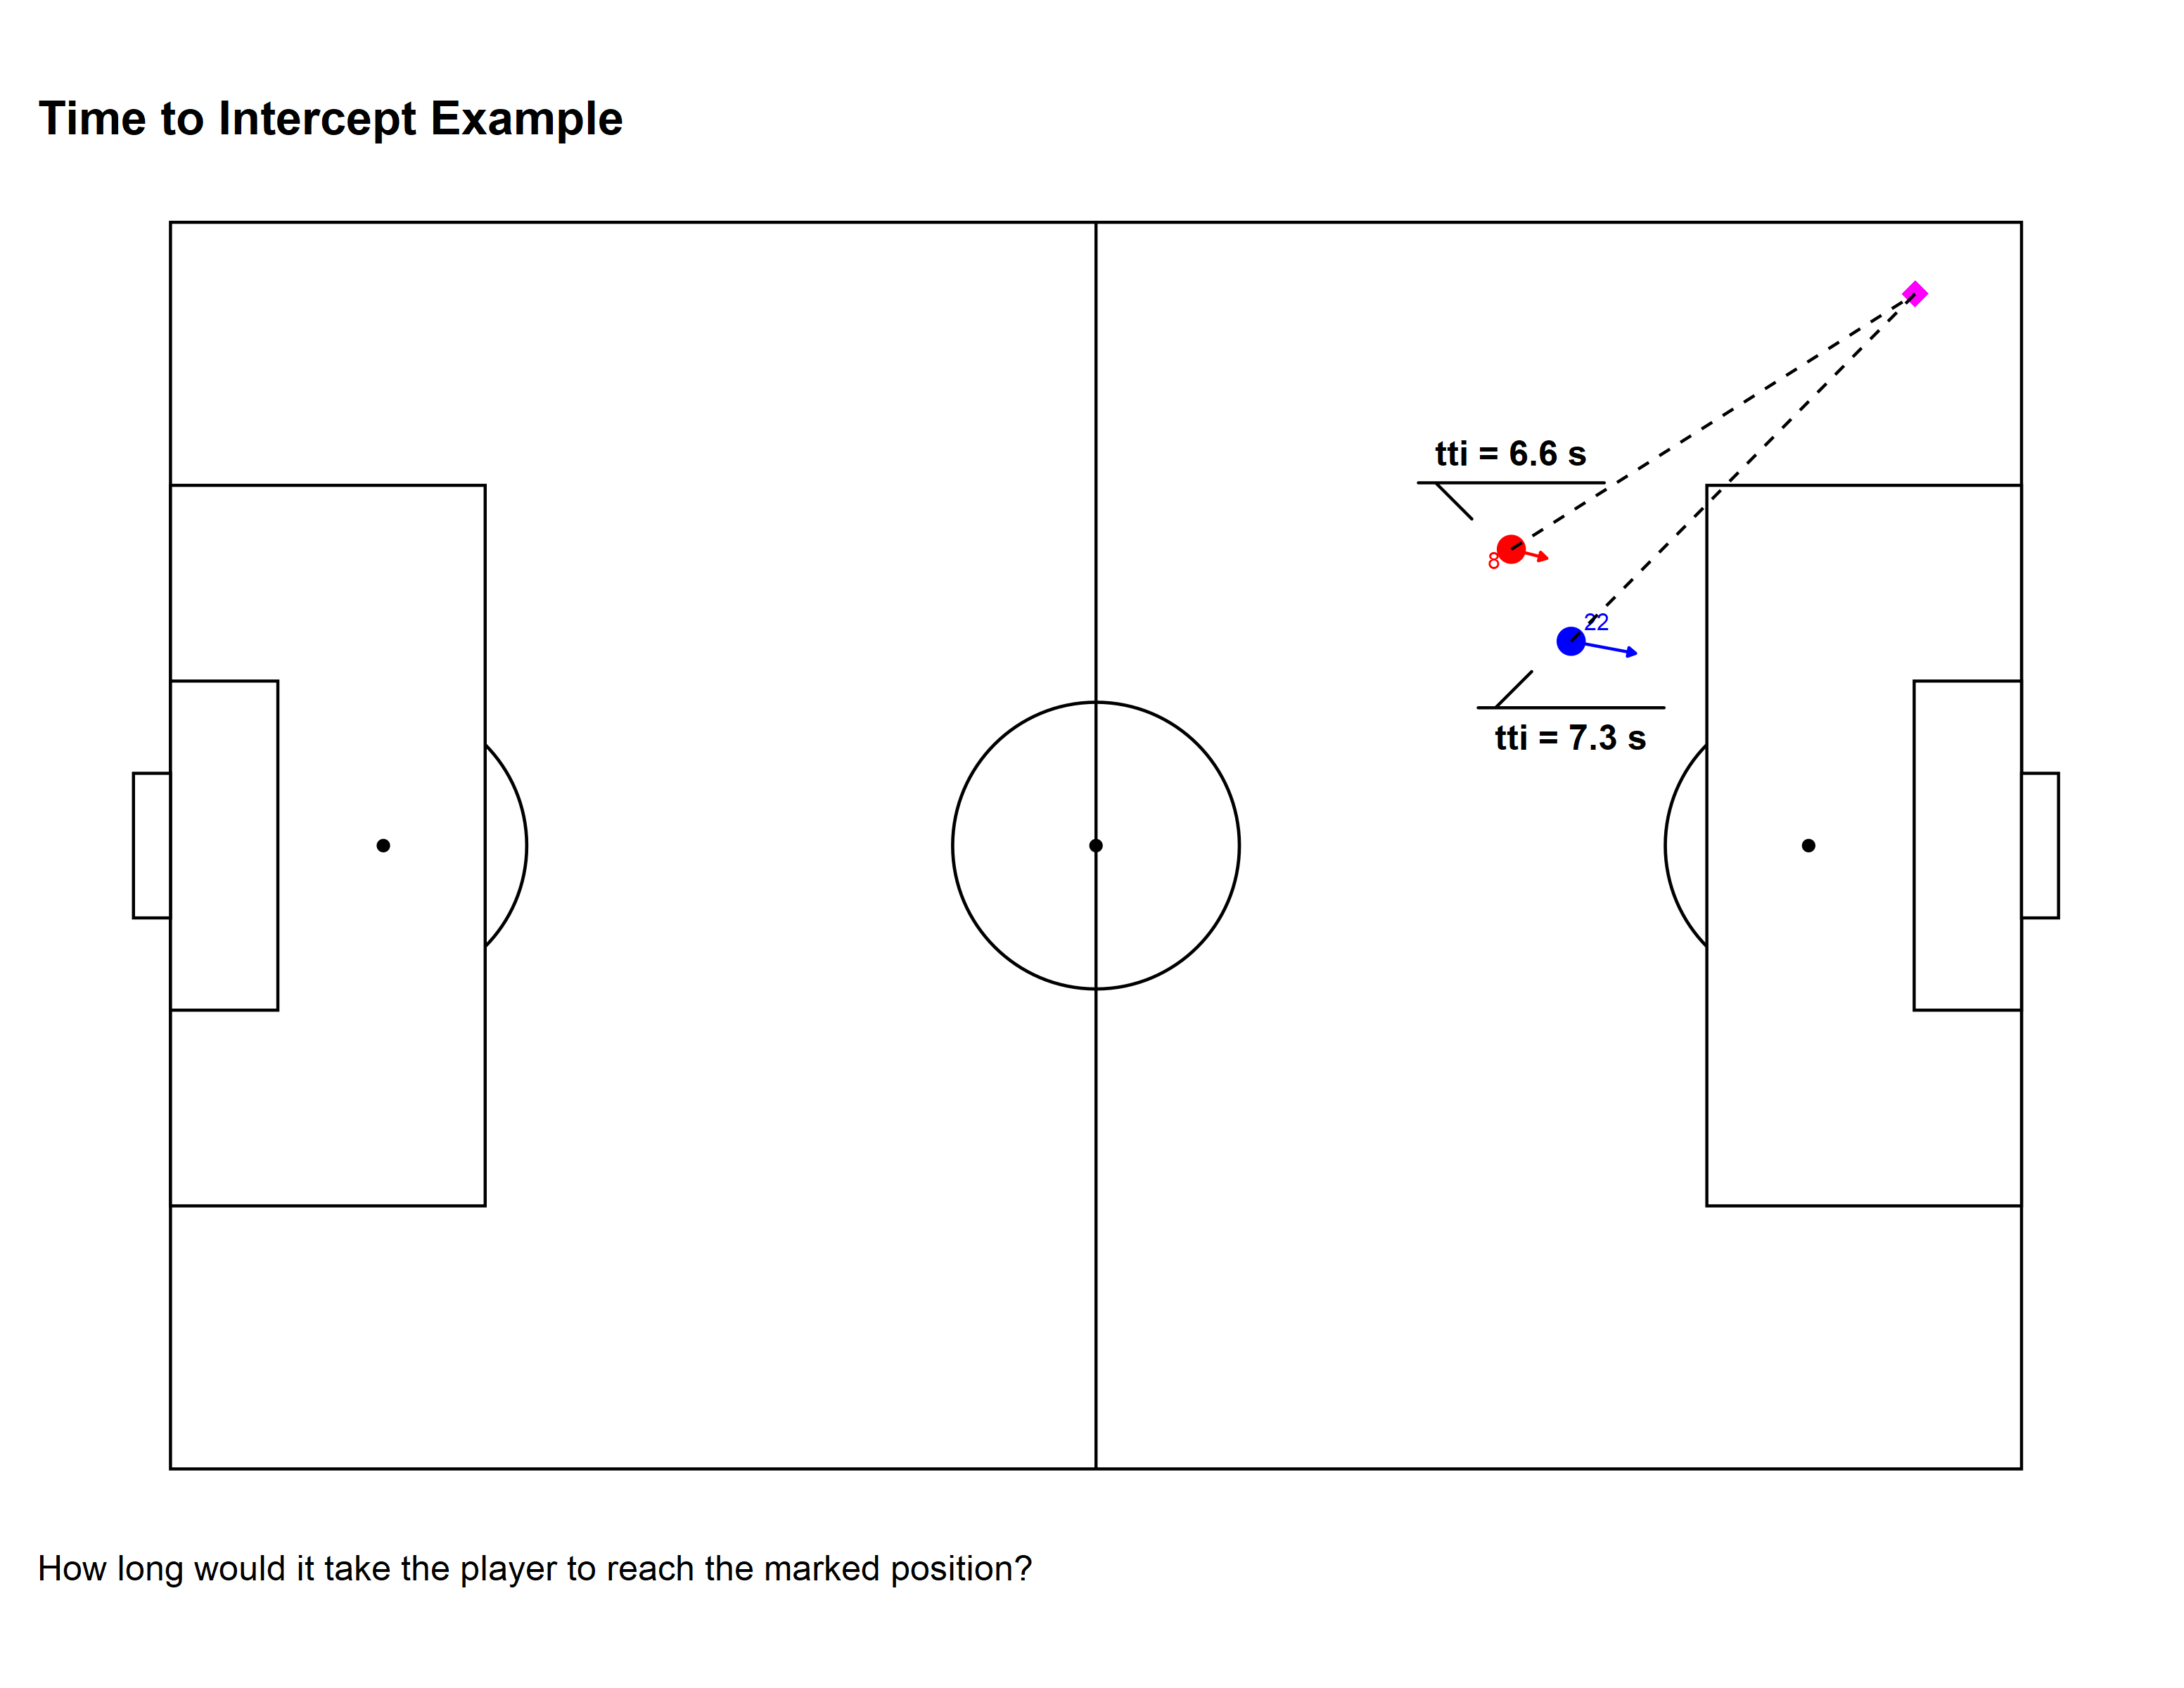 Time to Intercept Example
tti = 6.6 s
8
22
tti = 7.3 s
How long would it take the player to reach the marked position?